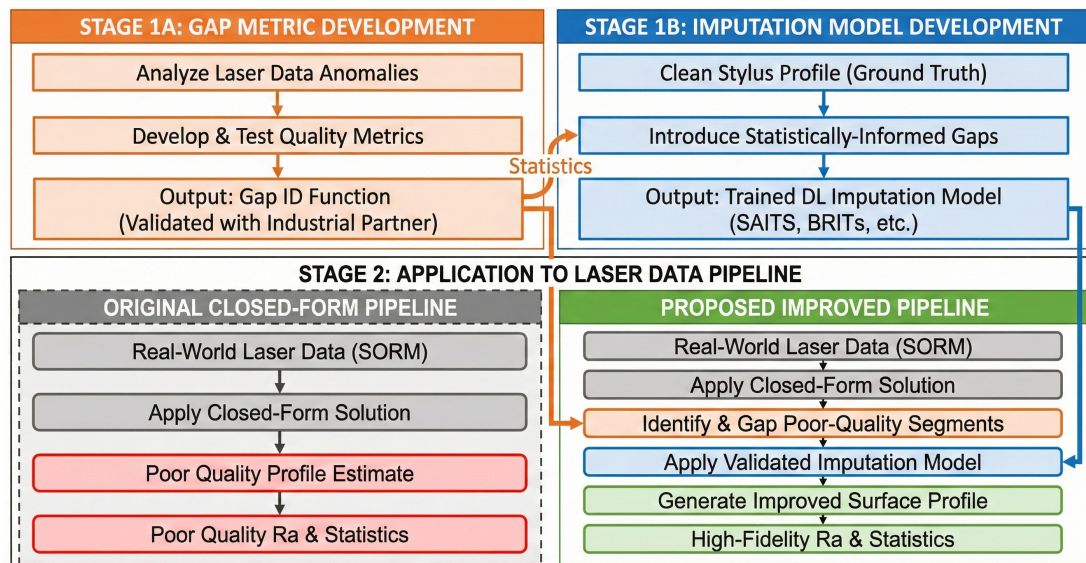 STAGE 1A: GAP METRIC DEVELOPMENT
Analyze Laser Data Anomalies
Develop & Test Quality Metrics
Output: Gap ID Function
(Validated with Industrial Partner)
Statistics
STAGE 1B: IMPUTATION MODEL DEVELOPMENT
Clean Stylus Profile (Ground Truth)
Introduce Statistically-Informed Gaps
Output: Trained DL Imputation Model
(SAITS, BRITs, etc.)
STAGE 2: APPLICATION TO LASER DATA PIPELINE
ORIGINAL CLOSED-FORM PIPELINE
Real-World Laser Data (SORM)
Apply Closed-Form Solution
Poor Quality Profile Estimate
Poor Quality Ra & Statistics
PROPOSED IMPROVED PIPELINE
Real-World Laser Data (SORM)
Apply Closed-Form Solution
Identify & Gap Poor-Quality Segments
Apply Validated Imputation Model
Generate Improved Surface Profile
High-Fidelity Ra & Statistics